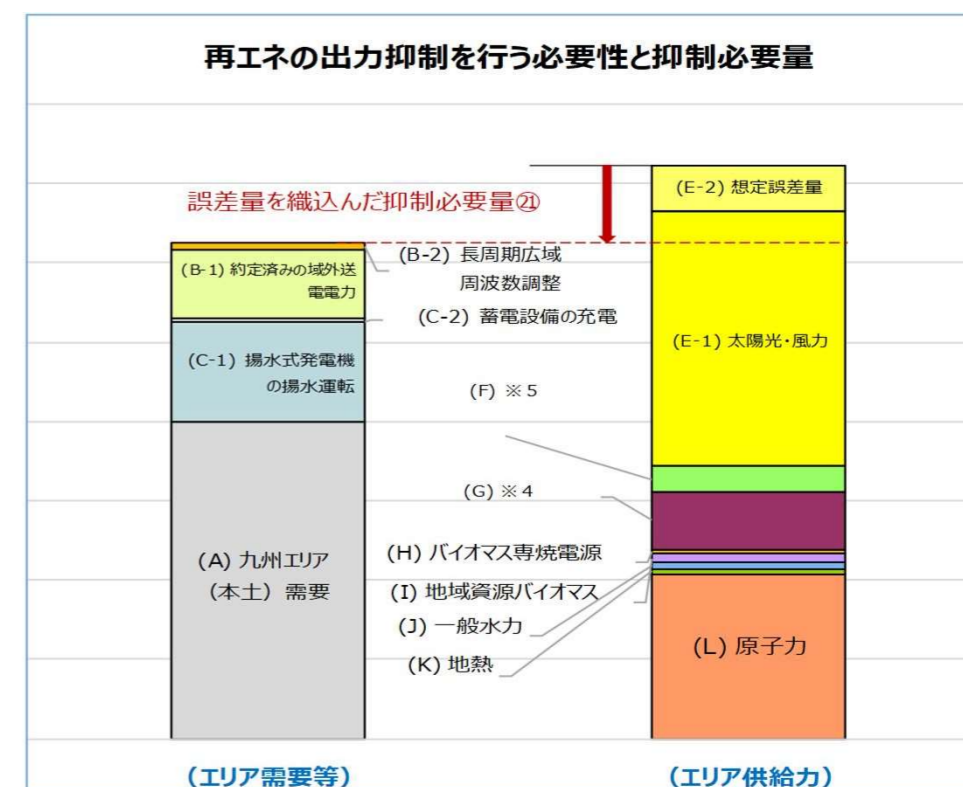 再エネの出力抑制を行う必要性と抑制必要量
誤差量を織込んだ抑制必要量㉑
(B-1) 約定済みの域外送
電電力
(C-1) 揚水式発電機
の揚水運転
(A) 九州エリア
(本土) 需要
(エリア需要等)
(B-2) 長周期広域
周波数調整
(C-2) 蓄電設備の充電
(F) ※5
(G) ※4
(H) バイオマス専焼電源
(I) 地域資源バイオマス
(J) 一般水力
(K) 地熱
(E-2) 想定誤差量
(E-1) 太陽光・風力
(L) 原子力
(エリア供給力)